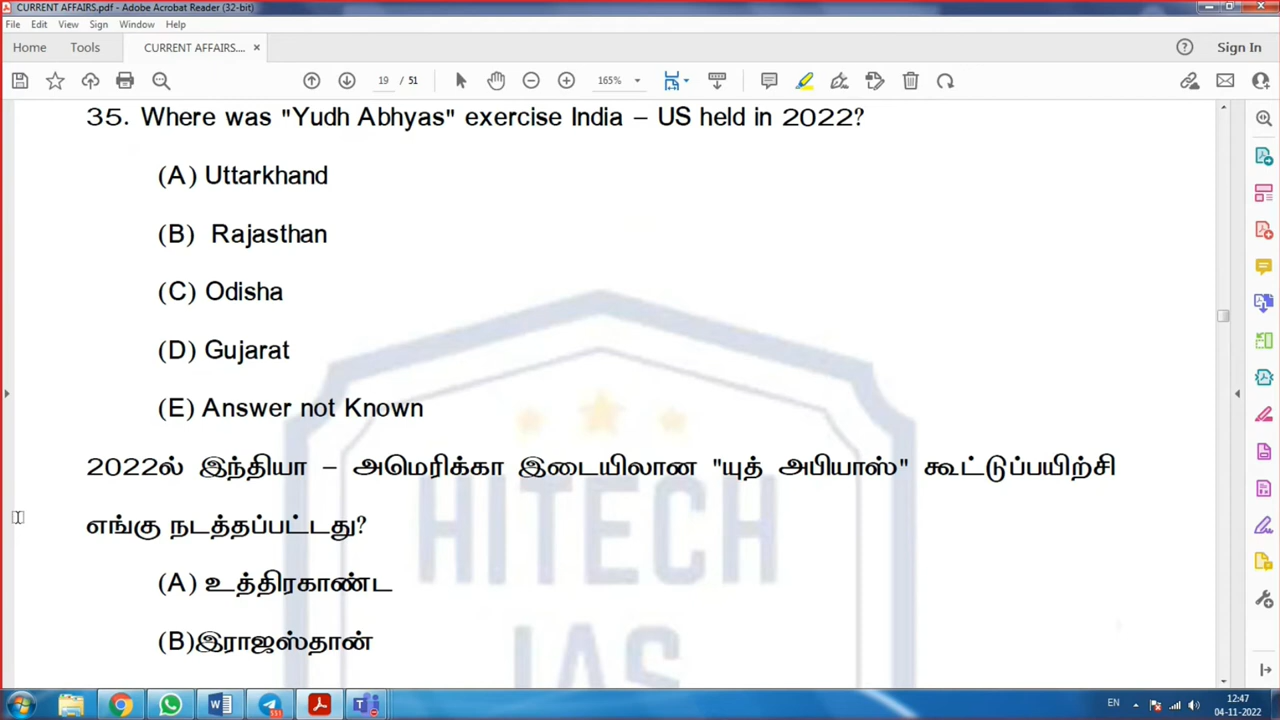 CURRENT AFFAIRS.pdf - Adobe Acrobat Reader (32-bit)
File Edit View Sign Window Help
Home Tools CURRENT AFFAIRS.... × Sign In
19 / 51 165%
35. Where was "Yudh Abhyas" exercise India – US held in 2022?
(A) Uttarkhand
(B) Rajasthan
(C) Odisha
(D) Gujarat
(E) Answer not Known
2022ல் இந்தியா – அமெரிக்கா இடையிலான "யுத் அபியாஸ்" கூட்டுப்பயிற்சி
எங்கு நடத்தப்பட்டது?
(A) உத்திரகாண்ட
(B)இராஜஸ்தான்
HITECH
IAS
EN 12:47
04-11-2022